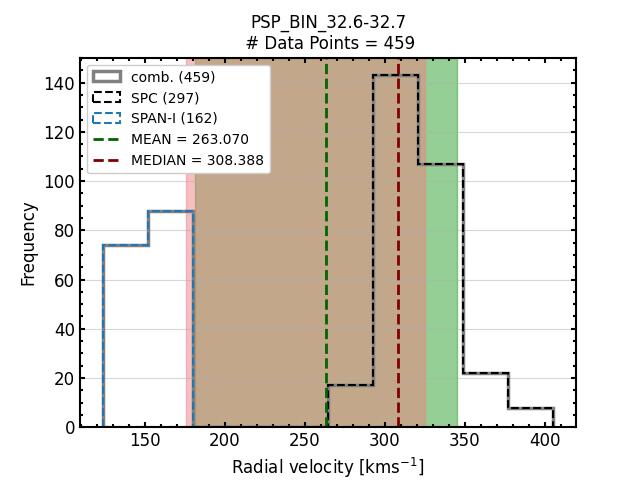 PSP_BIN_32.6-32.7
# Data Points = 459
comb. (459)
SPC (297)
SPAN-I (162)
MEAN = 263.070
MEDIAN = 308.388
Frequency
140
120
100
80
60
40
20
0
150 200 250 300 350 400
Radial velocity [kms⁻¹]